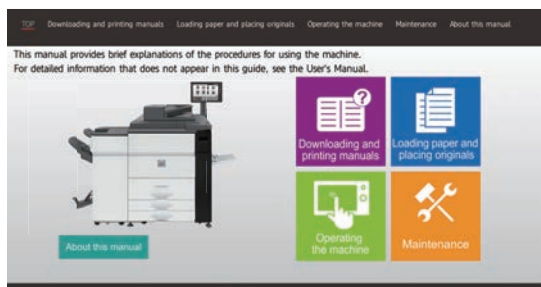 TOP Downloading and printing manuals Loading paper and placing originals Operating the machine Maintenance About this manual
This manual provides brief explanations of the procedures for using the machine.
For detailed information that does not appear in this guide, see the User's Manual.
?
Downloading and
printing manuals
Loading paper and
placing originals
Operating
the machine
Maintenance
About this manual